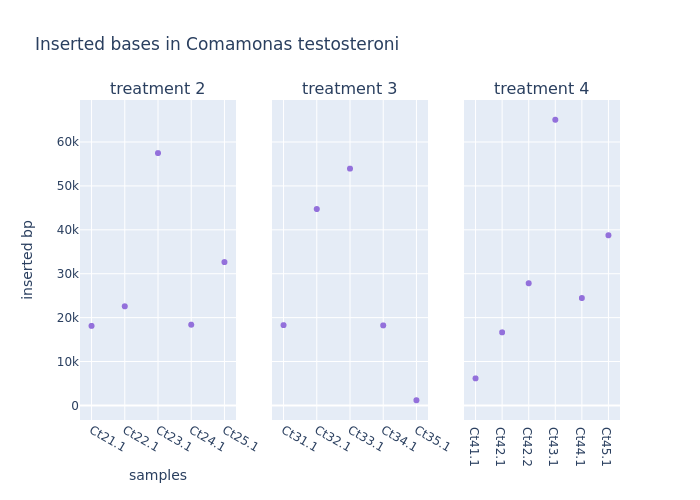 Inserted bases in Comamonas testosteroni
treatment 2
treatment 3
treatment 4
60k
50k
40k
30k
20k
10k
0
inserted bp
Ct21.1
Ct22.1
Ct23.1
Ct24.1
Ct25.1
Ct31.1
Ct32.1
Ct33.1
Ct34.1
Ct35.1
Ct41.1
Ct42.1
Ct42.2
Ct43.1
Ct44.1
Ct45.1
samples